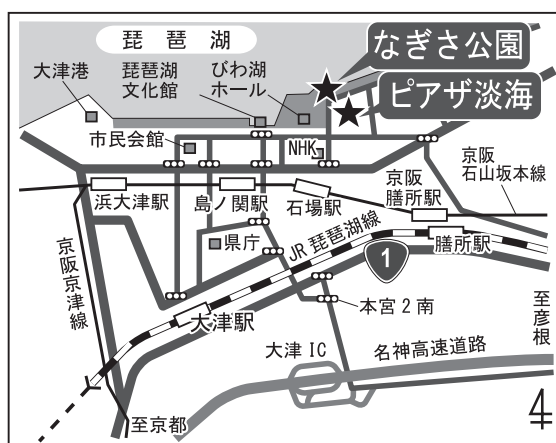 琵琶湖
なぎさ公園
ピアザ淡海
大津港
琵琶湖
文化館
びわ湖
ホール
市民会館
NHK
京阪
石山坂本線
浜大津駅
島ノ関駅
石場駅
京阪
膳所駅
県庁
JR 琵琶湖線
膳所駅
1
京阪京津線
大津駅
本宮 2 南
至彦根
大津 IC
名神高速道路
至京都
4